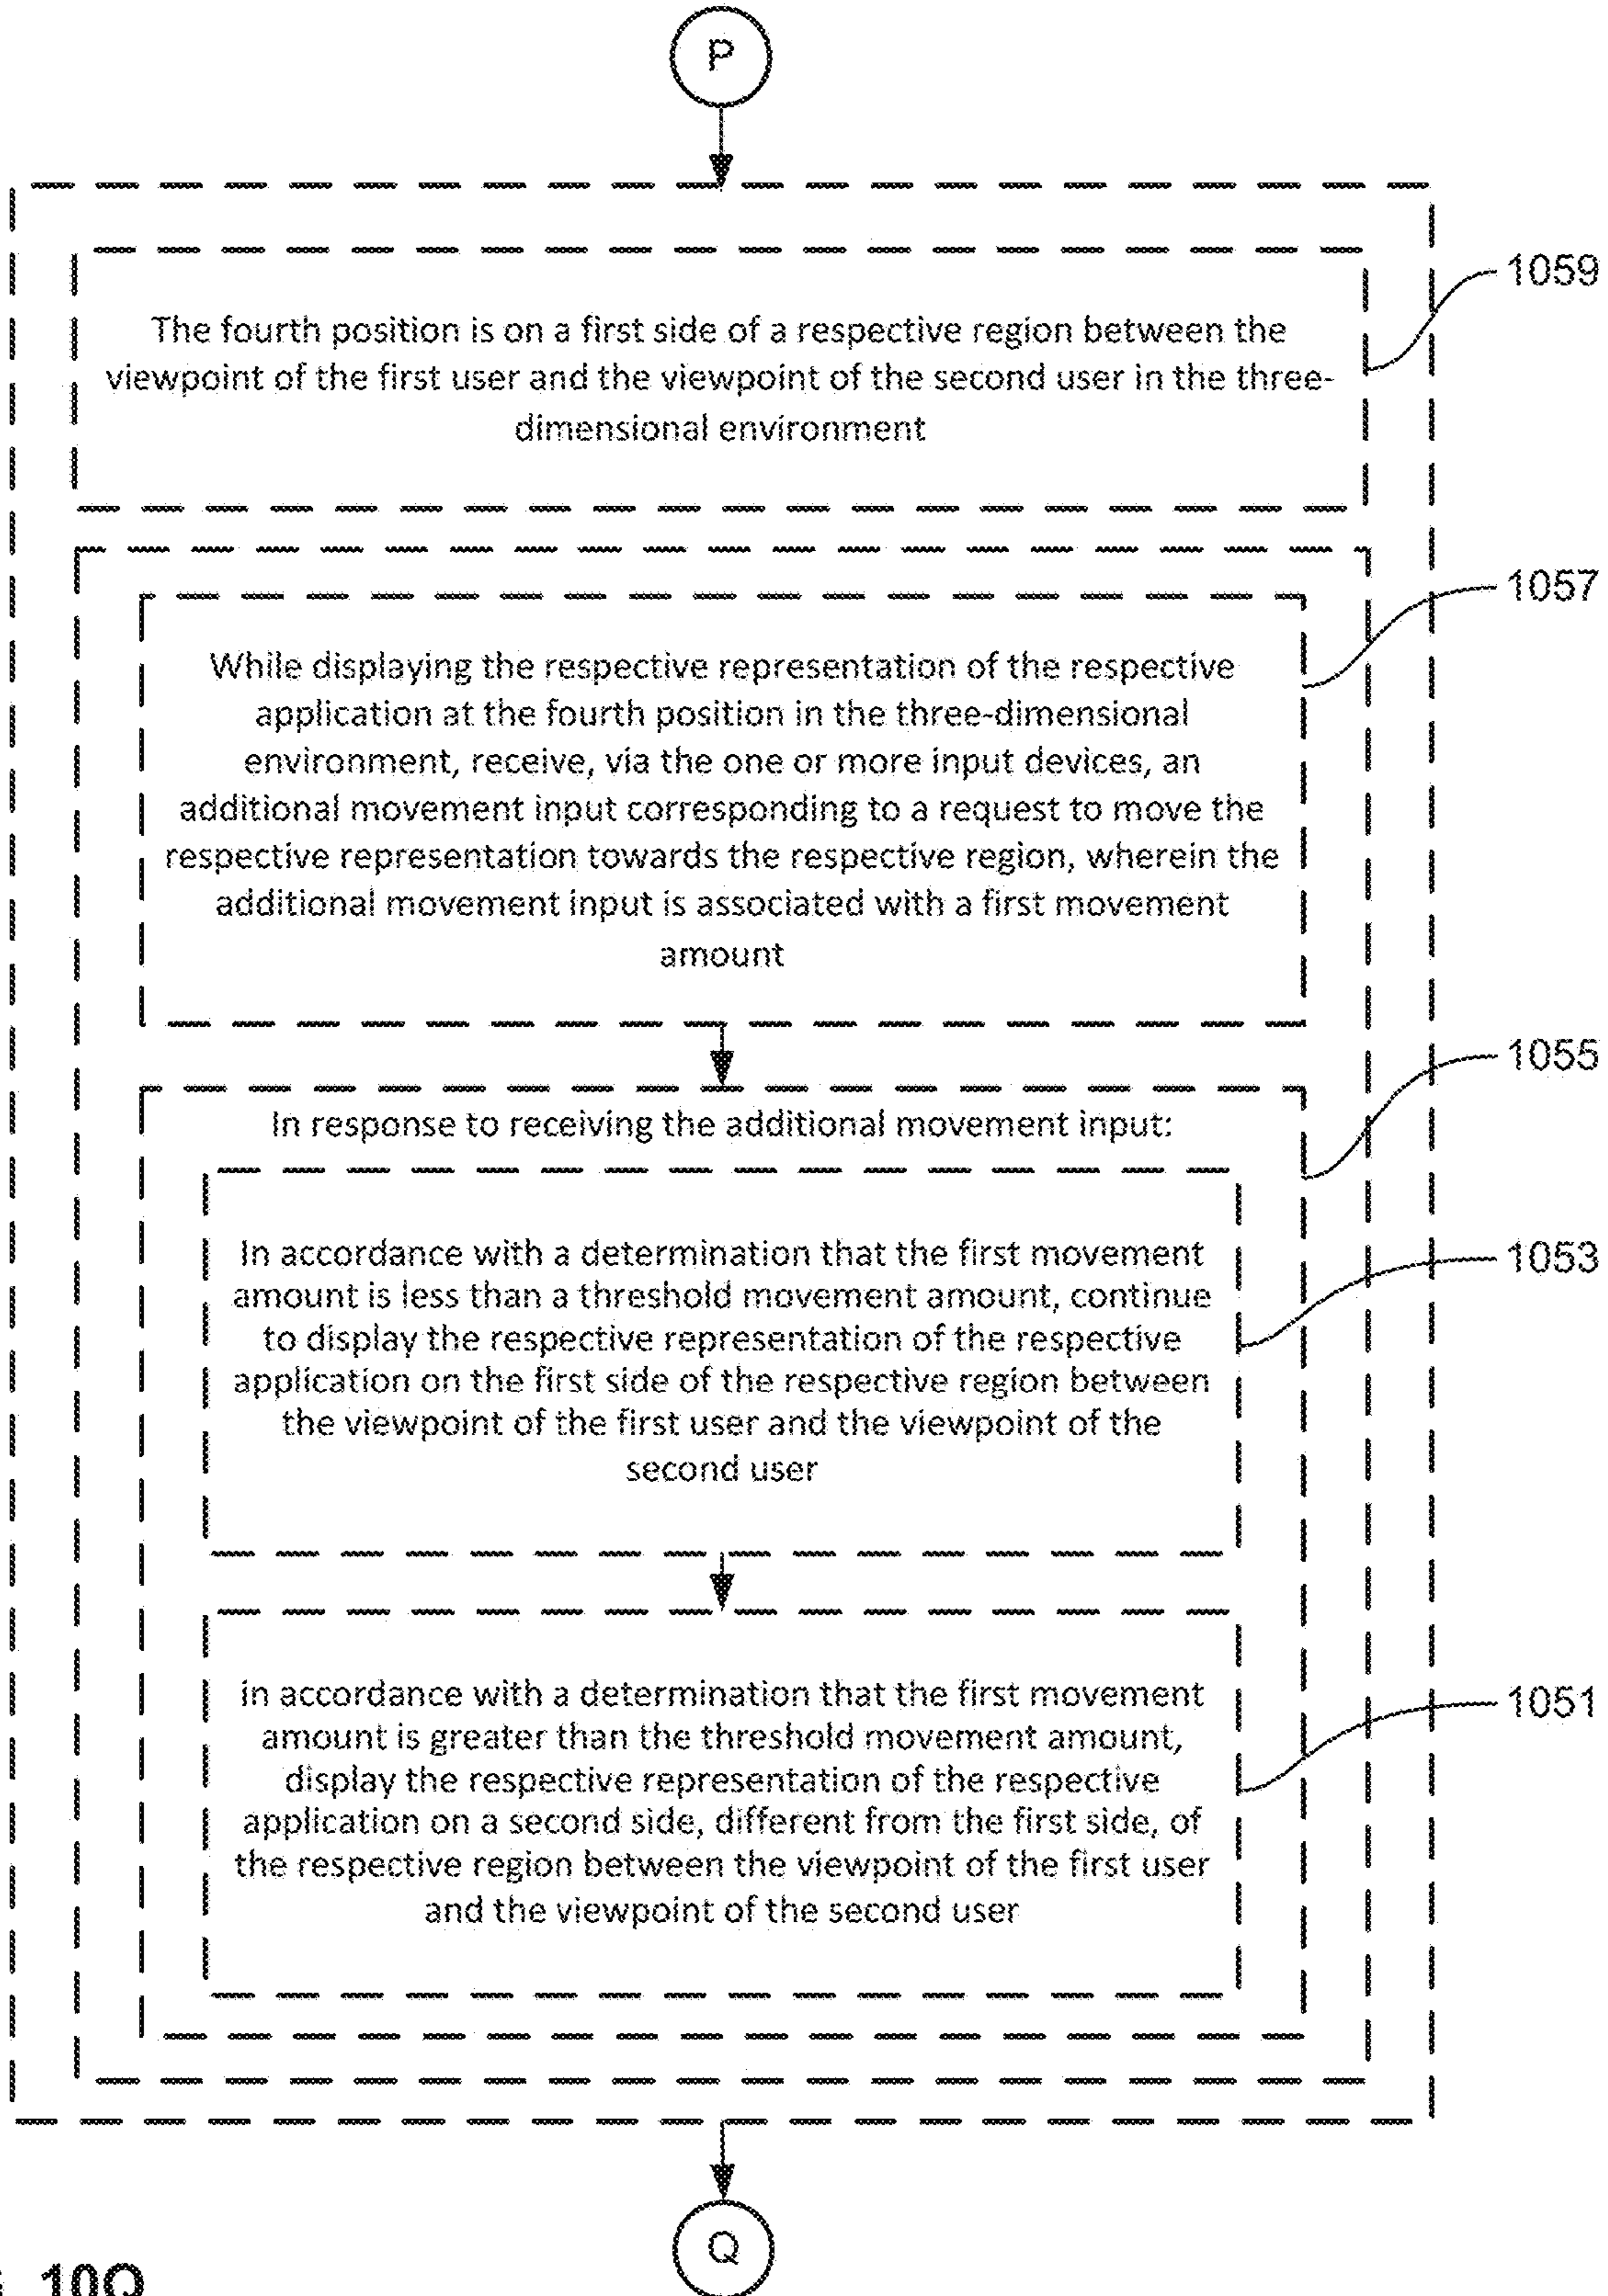 P
1059
The fourth position is on a first side of a respective region between the
viewpoint of the first user and the viewpoint of the second user in the three-
dimensional environment
1057
While displaying the respective representation of the respective
application at the fourth position in the three-dimensional
environment, receive, via the one or more input devices, an
additional movement input corresponding to a request to move the
respective representation towards the respective region, wherein the
additional movement input is associated with a first movement
amount
1055
In response to receiving the additional movement input:
1053
In accordance with a determination that the first movement
amount is less than a threshold movement amount, continue
to display the respective representation of the respective
application on the first side of the respective region between
the viewpoint of the first user and the viewpoint of the
second user
1051
in accordance with a determination that the first movement
amount is greater than the threshold movement amount,
display the respective representation of the respective
application on a second side, different from the first side, of
the respective region between the viewpoint of the first user
and the viewpoint of the second user
Q
10Q